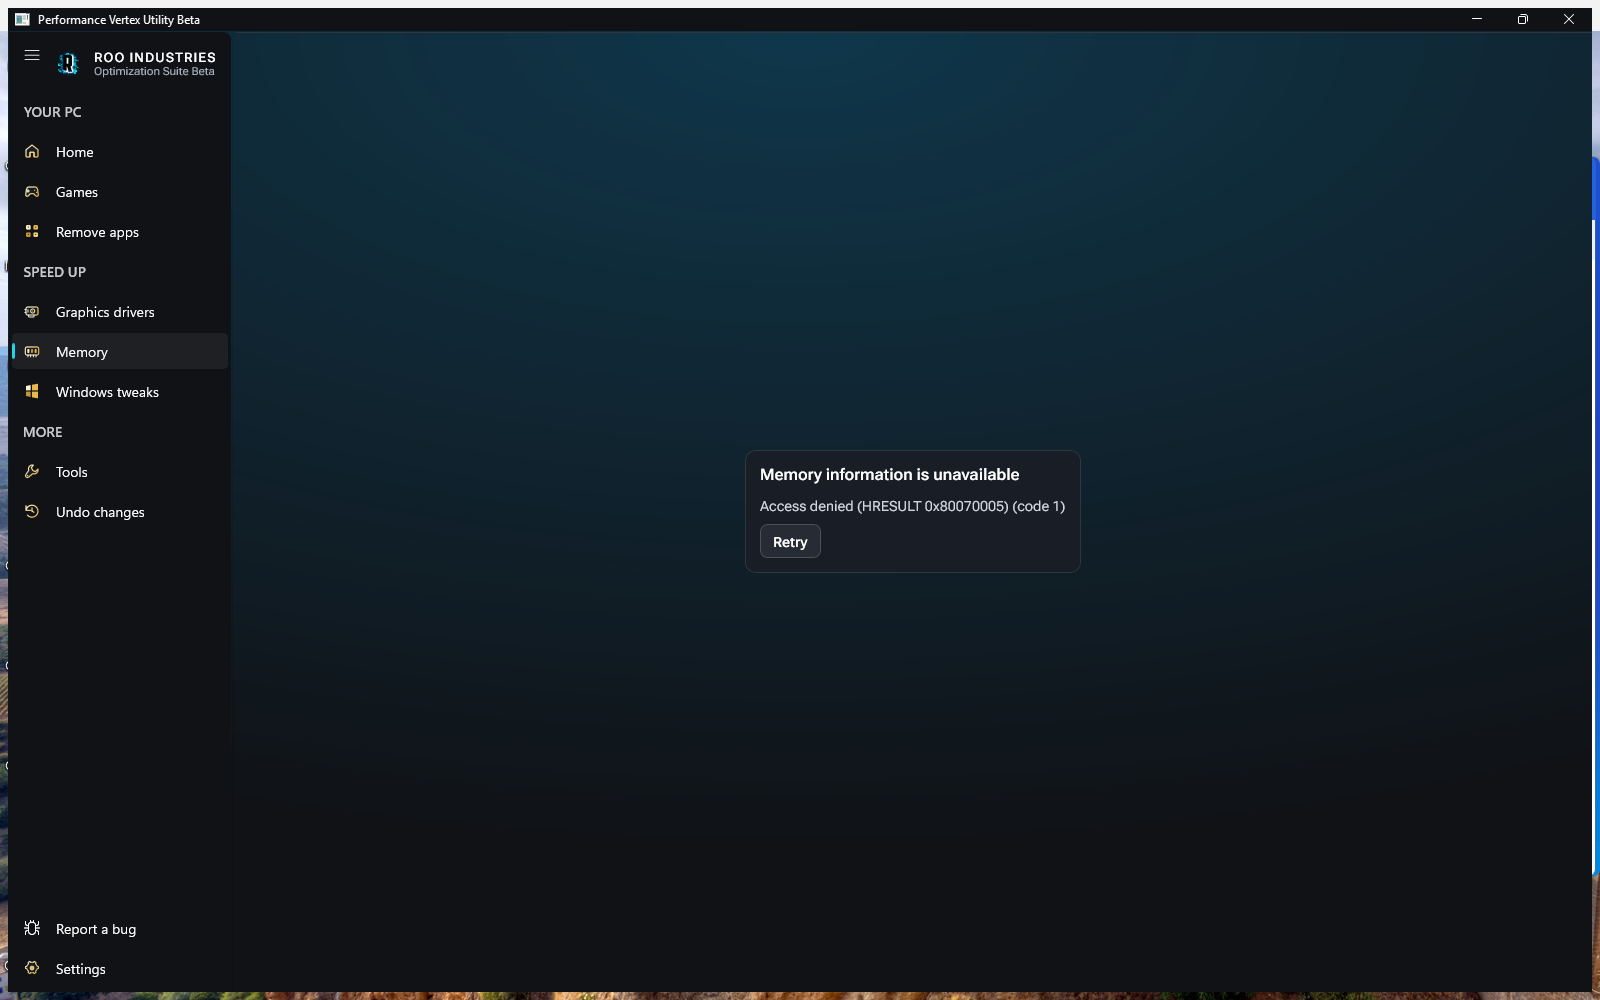 Performance Vertex Utility Beta
ROO INDUSTRIES
Optimization Suite Beta
YOUR PC
Home
Games
Remove apps
SPEED UP
Graphics drivers
Memory
Windows tweaks
MORE
Tools
Undo changes
Memory information is unavailable
Access denied (HRESULT 0x80070005) (code 1)
Retry
Report a bug
Settings